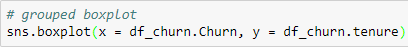 # grouped boxplot
sns.boxplot(x = df_churn.Churn, y = df_churn.tenure)